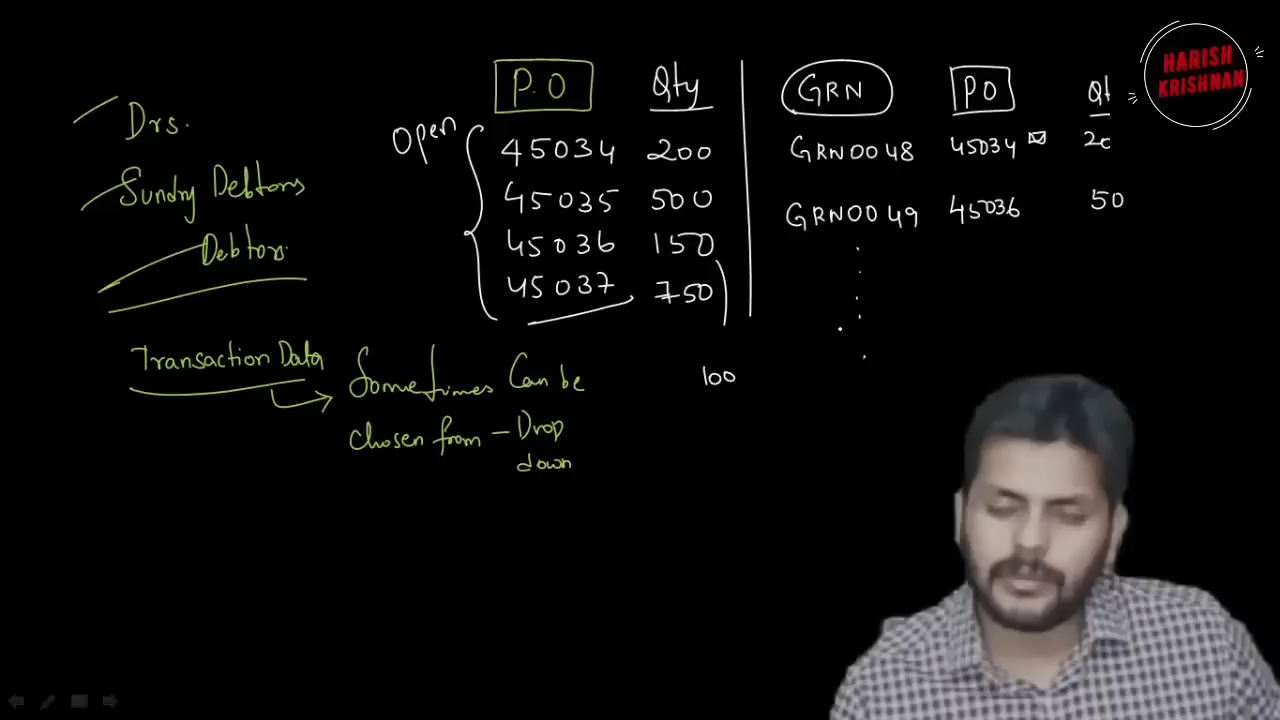 HARISH
KRISHNAN
Drs.
Sundry Debtors
Debtors.
Open
P.O Qty
45034 200
45035 500
45036 150
45037 750
100
GRN PO Qt
GRN0048 45034
GRN0049 45036 50
Transaction Data
Sometimes Can be
chosen from - Drop
down